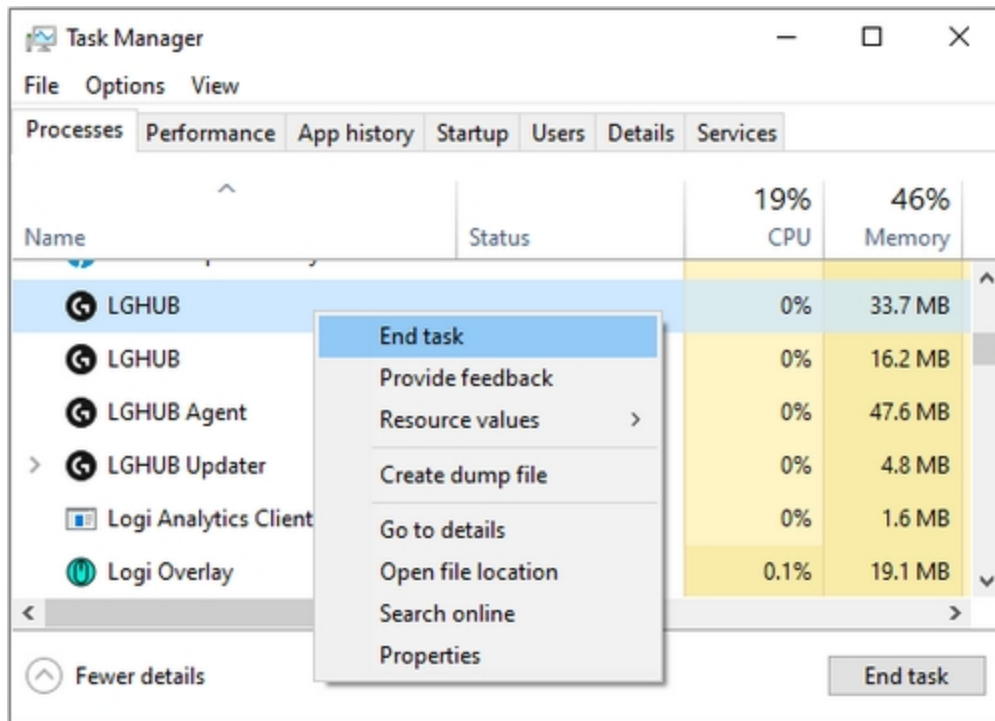 Task Manager
File Options View
Processes Performance App history Startup Users Details Services
19% 46%
Name Status CPU Memory
LGHUB 0% 33.7 MB
LGHUB 0% 16.2 MB
LGHUB Agent 0% 47.6 MB
LGHUB Updater 0% 4.8 MB
Logi Analytics Client 0% 1.6 MB
Logi Overlay 0.1% 19.1 MB
End task
Provide feedback
Resource values
Create dump file
Go to details
Open file location
Search online
Properties
Fewer details End task